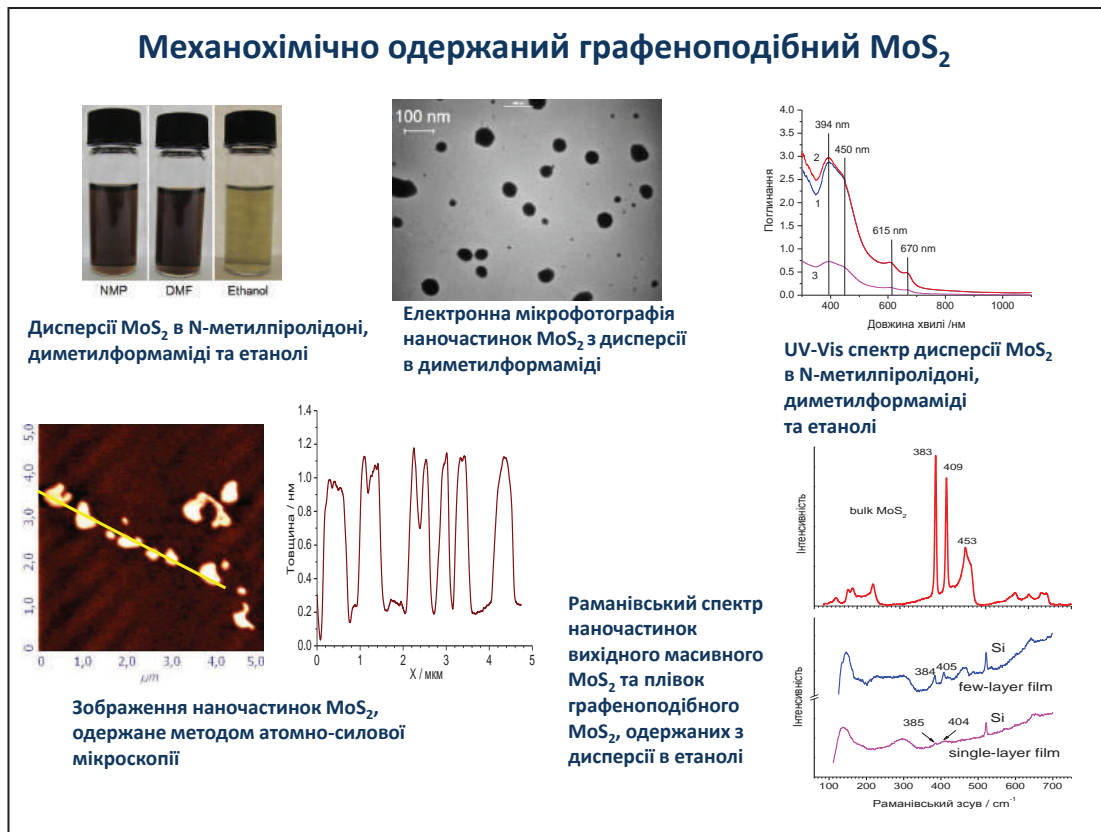 Механохімічно одержаний графеноподібний MoS₂
NMP
DMF
Ethanol
Дисперсії MoS₂ в N-метилпіролідоні,
диметилформаміді та етанолі
100 nm
Електронна мікрофотографія
наночастинок MoS₂ з дисперсії
в диметилформаміді
4.0
3.5
3.0
2.5
2.0
1.5
1.0
0.5
0.0
Поглинання
394 nm
450 nm
615 nm
670 nm
2
1
3
400
600
800
1000
Довжина хвилі /нм
UV-Vis спектр дисперсії MoS₂
в N-метилпіролідоні,
диметилформаміді
та етанолі
5,0
4,0
3,0
2,0
1,0
0
0
1,0
2,0
3,0
4,0
5,0
µm
Зображення наночастинок MoS₂,
одержане методом атомно-силової
мікроскопії
1.4
1.2
1.0
0.8
0.6
0.4
0.2
0.0
Товщина / нм
0
1
2
3
4
5
X / мкм
Раманівський спектр
наночастинок
вихідного масивного
MoS₂ та плівок
графеноподібного
MoS₂, одержаних з
дисперсії в етанолі
Інтенсивність
bulk MoS₂
383
409
453
Інтенсивність
384
405
Si
few-layer film
385
404
Si
single-layer film
100
200
300
400
500
600
700
Раманівський зсув / cm⁻¹